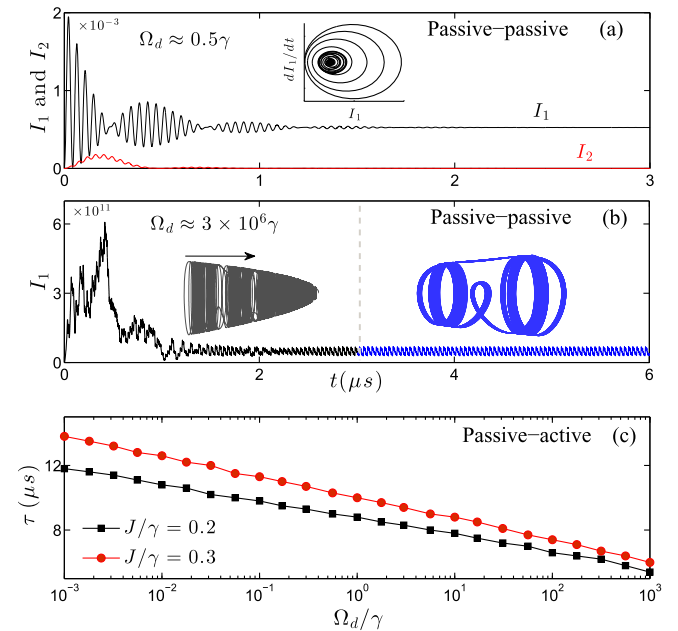 2
×10⁻³
Ω_d ≈ 0.5γ
Passive−passive (a)
dI₁/dt
I₁
I₁ and I₂
1
I₁
I₂
0
0 1 2 3
×10¹¹
Ω_d ≈ 3 × 10⁶γ
Passive−passive (b)
6
I₁
3
0
0 2 4 6
t(μs)
Passive−active (c)
τ (μs)
12
8
J/γ = 0.2
J/γ = 0.3
10⁻³ 10⁻² 10⁻¹ 10⁰ 10¹ 10² 10³
Ω_d/γ